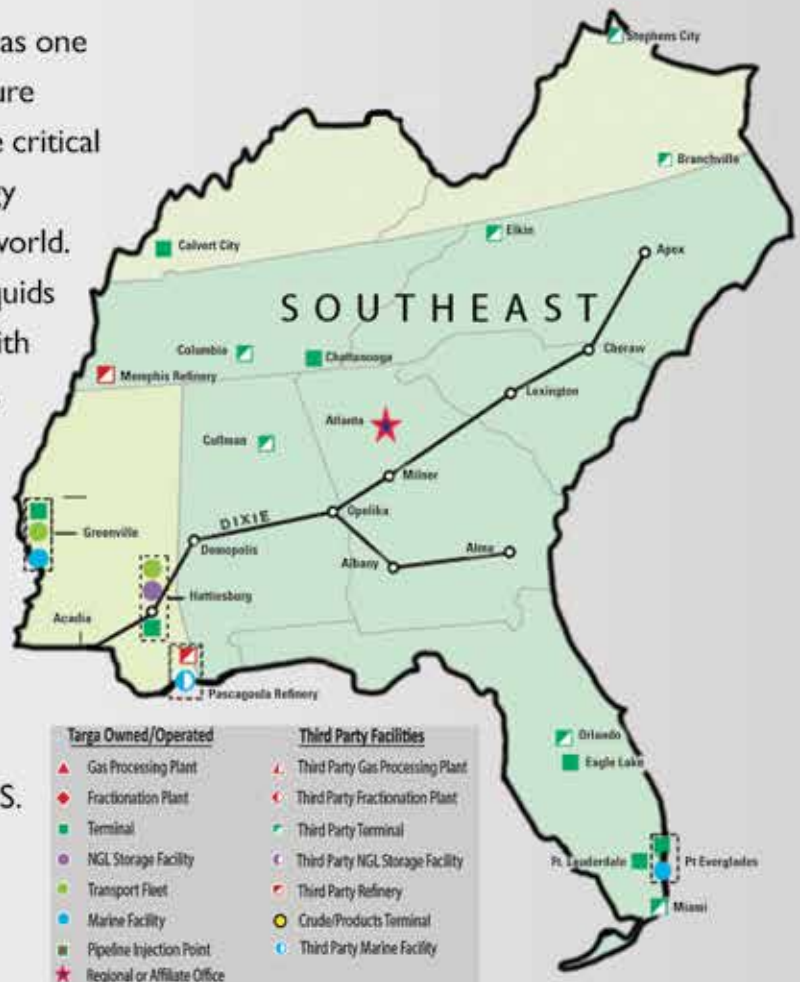 as one
ure
e critical
gy
world.
quids
ith
S.
Stephens City
Branchville
Calvert City
Elkin
Apex
SOUTHEAST
Columbia
Chattanooga
Cheraw
Memphis Refinery
Lexington
Atlanta
Cullman
Milner
Opelika
DIXIE
Greenville
Demopolis
Albany
Alma
Hattiesburg
Acadia
Pascagoula Refinery
Orlando
Eagle Lake
Ft. Lauderdale
Pt Everglades
Miami
Targa Owned/Operated
Gas Processing Plant
Fractionation Plant
Terminal
NGL Storage Facility
Transport Fleet
Marine Facility
Pipeline Injection Point
Regional or Affiliate Office
Third Party Facilities
Third Party Gas Processing Plant
Third Party Fractionation Plant
Third Party Terminal
Third Party NGL Storage Facility
Third Party Refinery
Crude/Products Terminal
Third Party Marine Facility